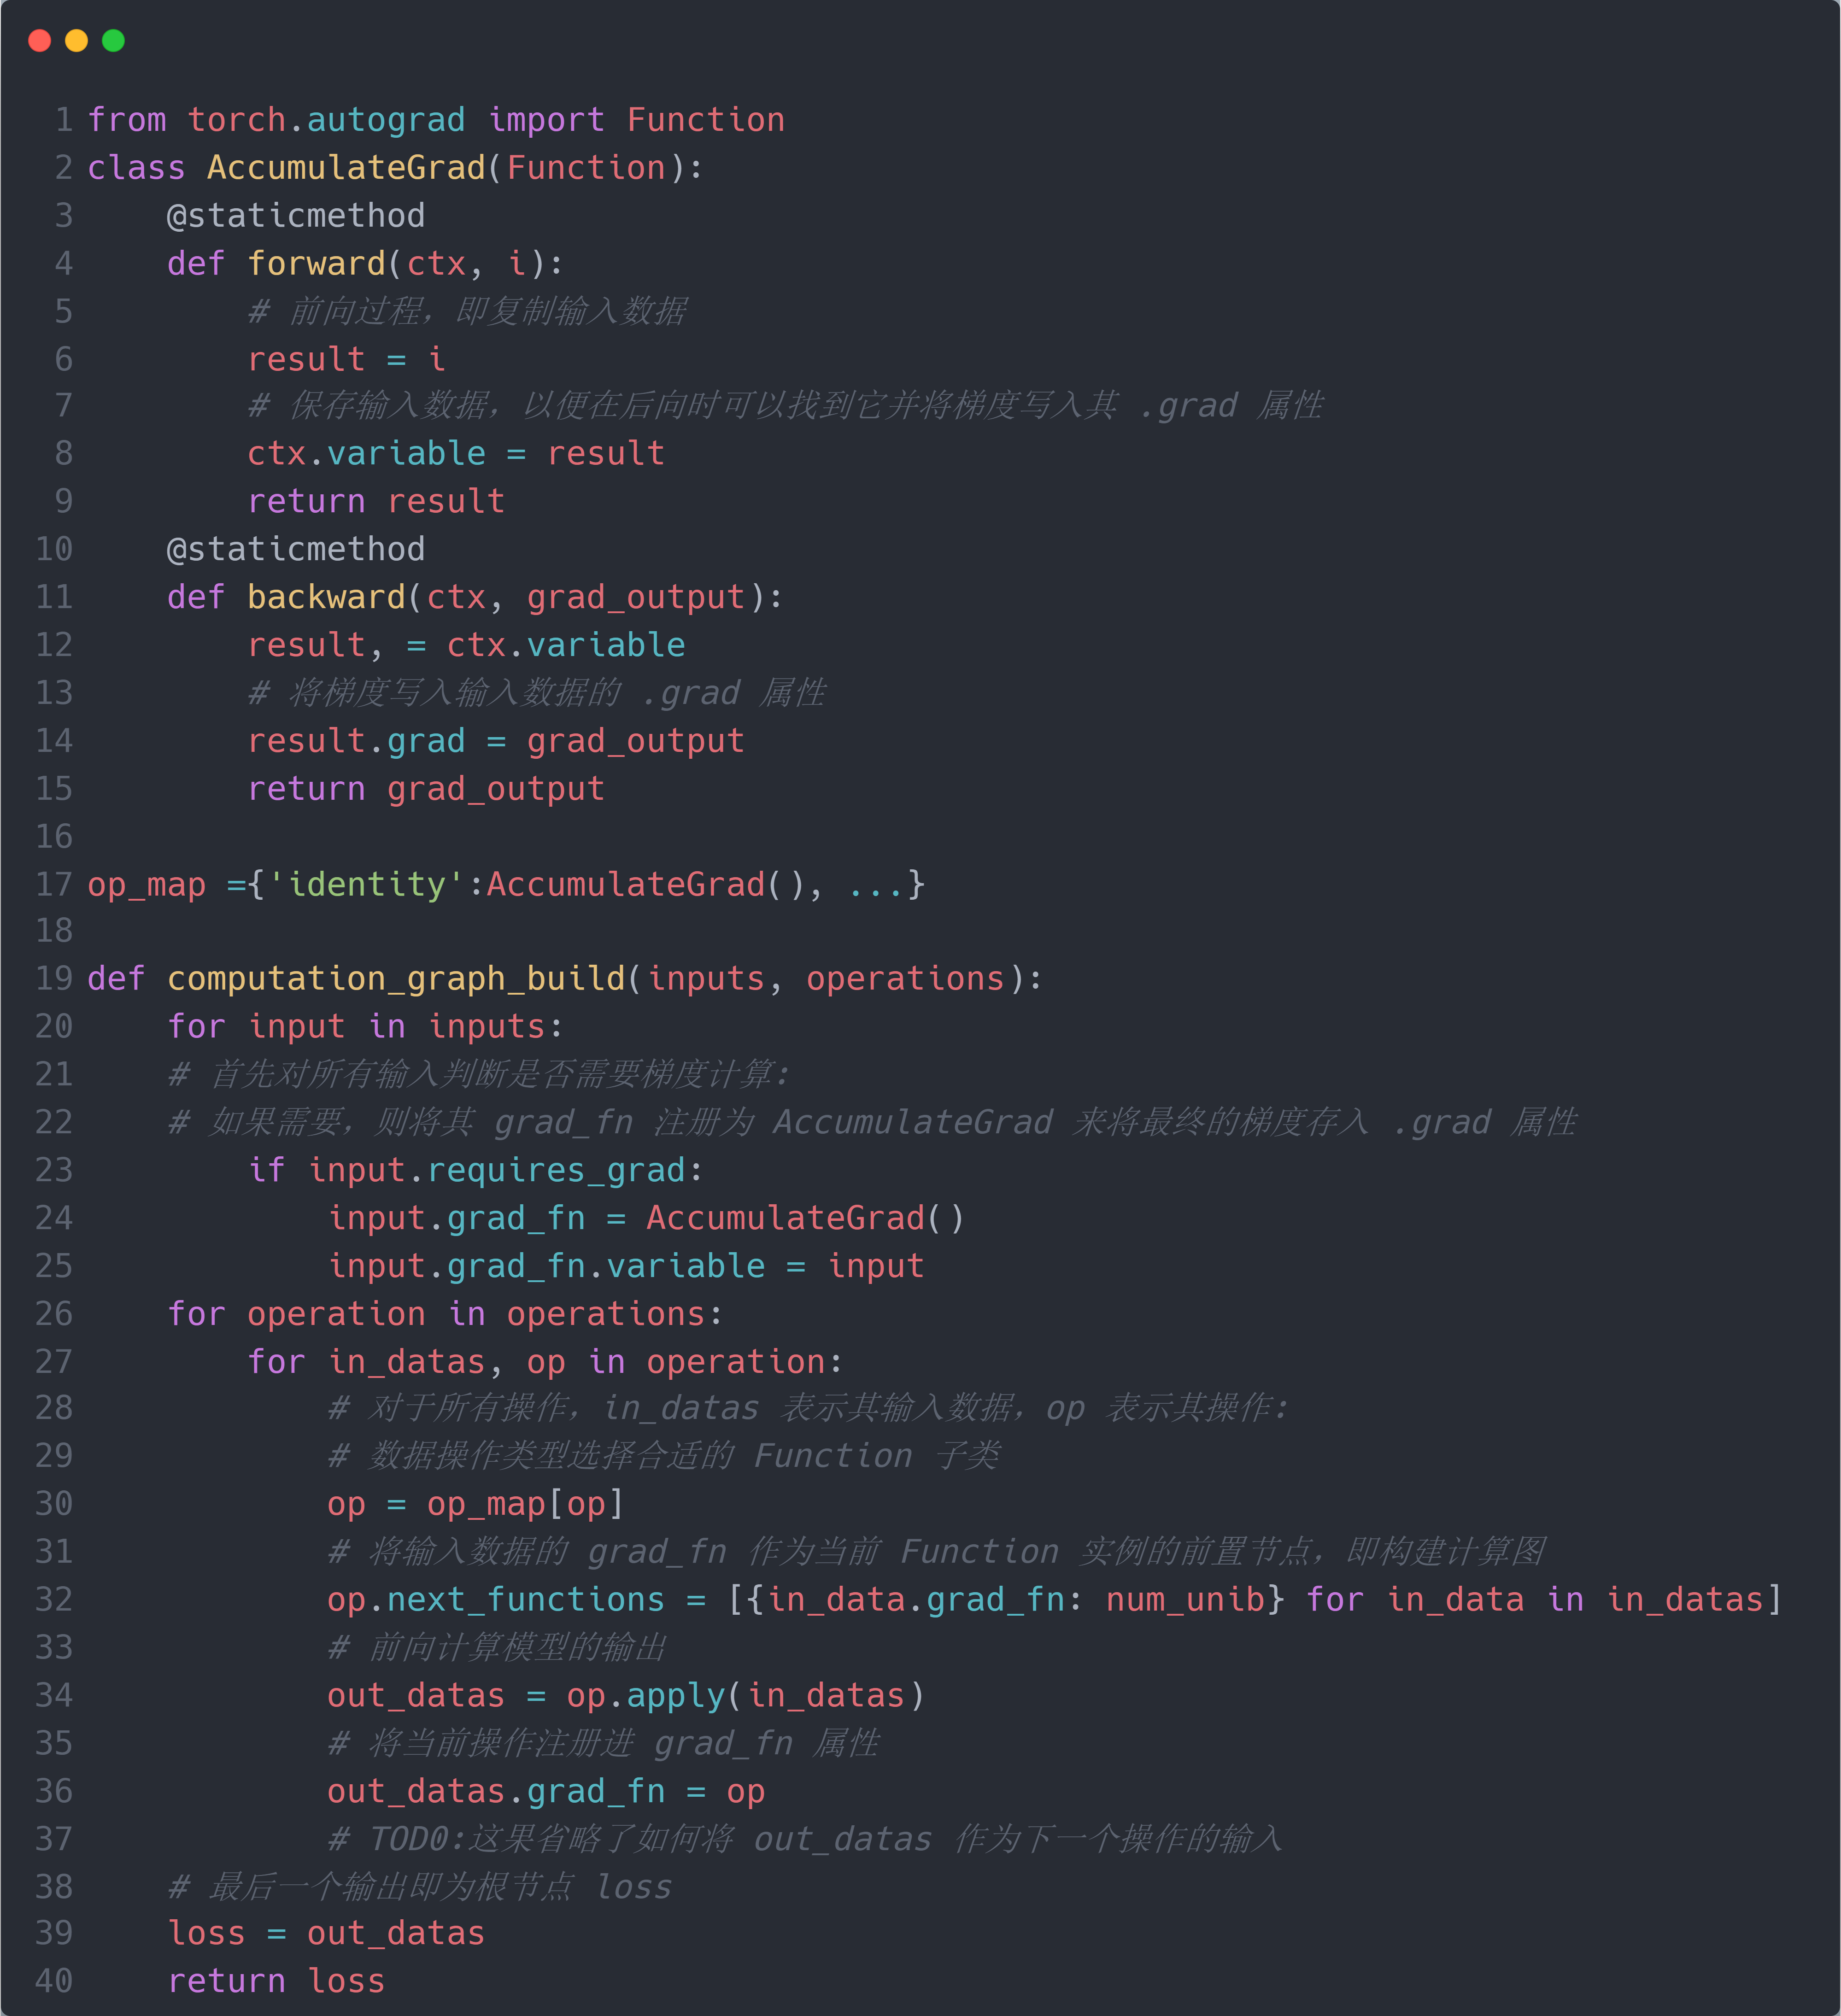 1 from torch.autograd import Function
2 class AccumulateGrad(Function):
3     @staticmethod
4     def forward(ctx, i):
5         # 前向过程，即复制输入数据
6         result = i
7         # 保存输入数据，以便在后向时可以找到它并将梯度写入其 .grad 属性
8         ctx.variable = result
9         return result
10     @staticmethod
11     def backward(ctx, grad_output):
12         result, = ctx.variable
13         # 将梯度写入输入数据的 .grad 属性
14         result.grad = grad_output
15         return grad_output
16
17 op_map ={'identity':AccumulateGrad(), ...}
18
19 def computation_graph_build(inputs, operations):
20     for input in inputs:
21     # 首先对所有输入判断是否需要梯度计算:
22     # 如果需要，则将其 grad_fn 注册为 AccumulateGrad 来将最终的梯度存入 .grad 属性
23         if input.requires_grad:
24             input.grad_fn = AccumulateGrad()
25             input.grad_fn.variable = input
26     for operation in operations:
27         for in_datas, op in operation:
28             # 对于所有操作，in_datas 表示其输入数据，op 表示其操作:
29             # 数据操作类型选择合适的 Function 子类
30             op = op_map[op]
31             # 将输入数据的 grad_fn 作为当前 Function 实例的前置节点，即构建计算图
32             op.next_functions = [{in_data.grad_fn: num_unib} for in_data in in_datas]
33             # 前向计算模型的输出
34             out_datas = op.apply(in_datas)
35             # 将当前操作注册进 grad_fn 属性
36             out_datas.grad_fn = op
37             # TOD0:这果省略了如何将 out_datas 作为下一个操作的输入
38     # 最后一个输出即为根节点 loss
39     loss = out_datas
40     return loss